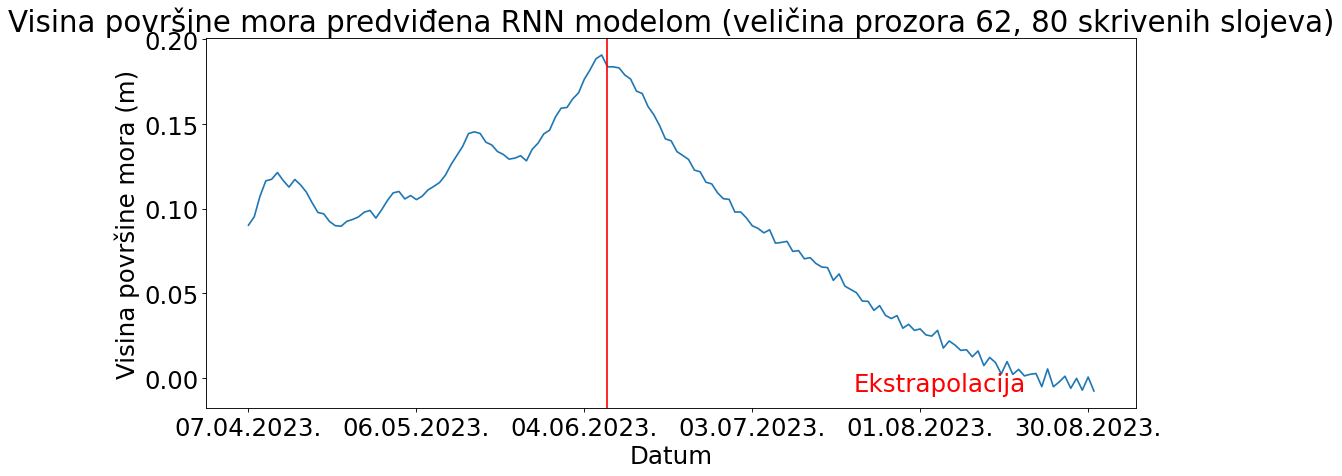 Visina površine mora predviđena RNN modelom (veličina prozora 62, 80 skrivenih slojeva)
Visina površine mora (m)
0.20
0.15
0.10
0.05
0.00
Ekstrapolacija
07.04.2023. 06.05.2023. 04.06.2023. 03.07.2023. 01.08.2023. 30.08.2023.
Datum